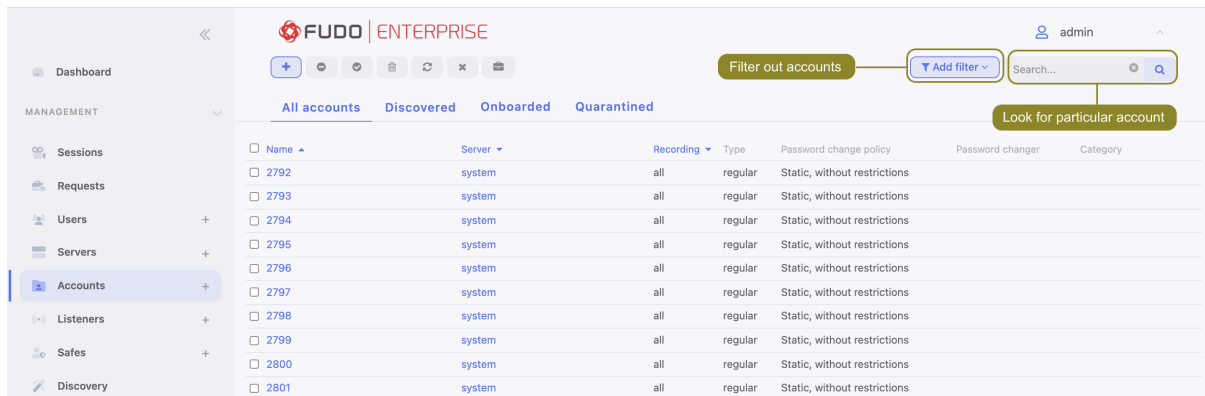 FUDO ENTERPRISE
admin
Dashboard
Filter out accounts
Add filter
Search...
MANAGEMENT
All accounts Discovered Onboarded Quarantined
Look for particular account
Sessions
Requests
Users +
Servers +
Accounts +
Listeners +
Safes +
Discovery
Name Server Recording Type Password change policy Password changer Category
2792 system all regular Static, without restrictions
2793 system all regular Static, without restrictions
2794 system all regular Static, without restrictions
2795 system all regular Static, without restrictions
2796 system all regular Static, without restrictions
2797 system all regular Static, without restrictions
2798 system all regular Static, without restrictions
2799 system all regular Static, without restrictions
2800 system all regular Static, without restrictions
2801 system all regular Static, without restrictions